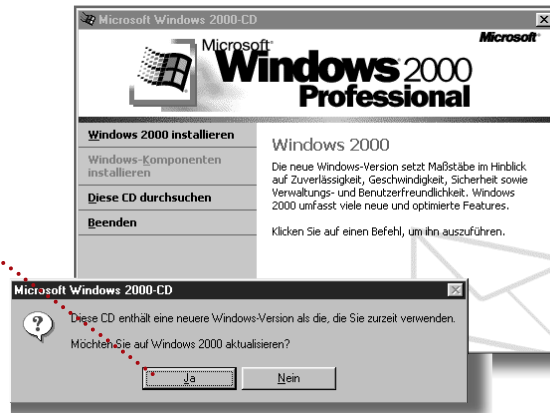 Microsoft Windows 2000-CD
Microsoft
Microsoft
Windows 2000
Professional
Windows 2000 installieren
Windows-Komponenten
installieren
Diese CD durchsuchen
Beenden
Windows 2000
Die neue Windows-Version setzt Maßstäbe im Hinblick
auf Zuverlässigkeit, Geschwindigkeit, Sicherheit sowie
Verwaltungs- und Benutzerfreundlichkeit. Windows
2000 umfasst viele neue und optimierte Features.
Klicken Sie auf einen Befehl, um ihn auszuführen.
Microsoft Windows 2000-CD
Diese CD enthält eine neuere Windows-Version als die, die Sie zurzeit verwenden.
Möchten Sie auf Windows 2000 aktualisieren?
Ja
Nein